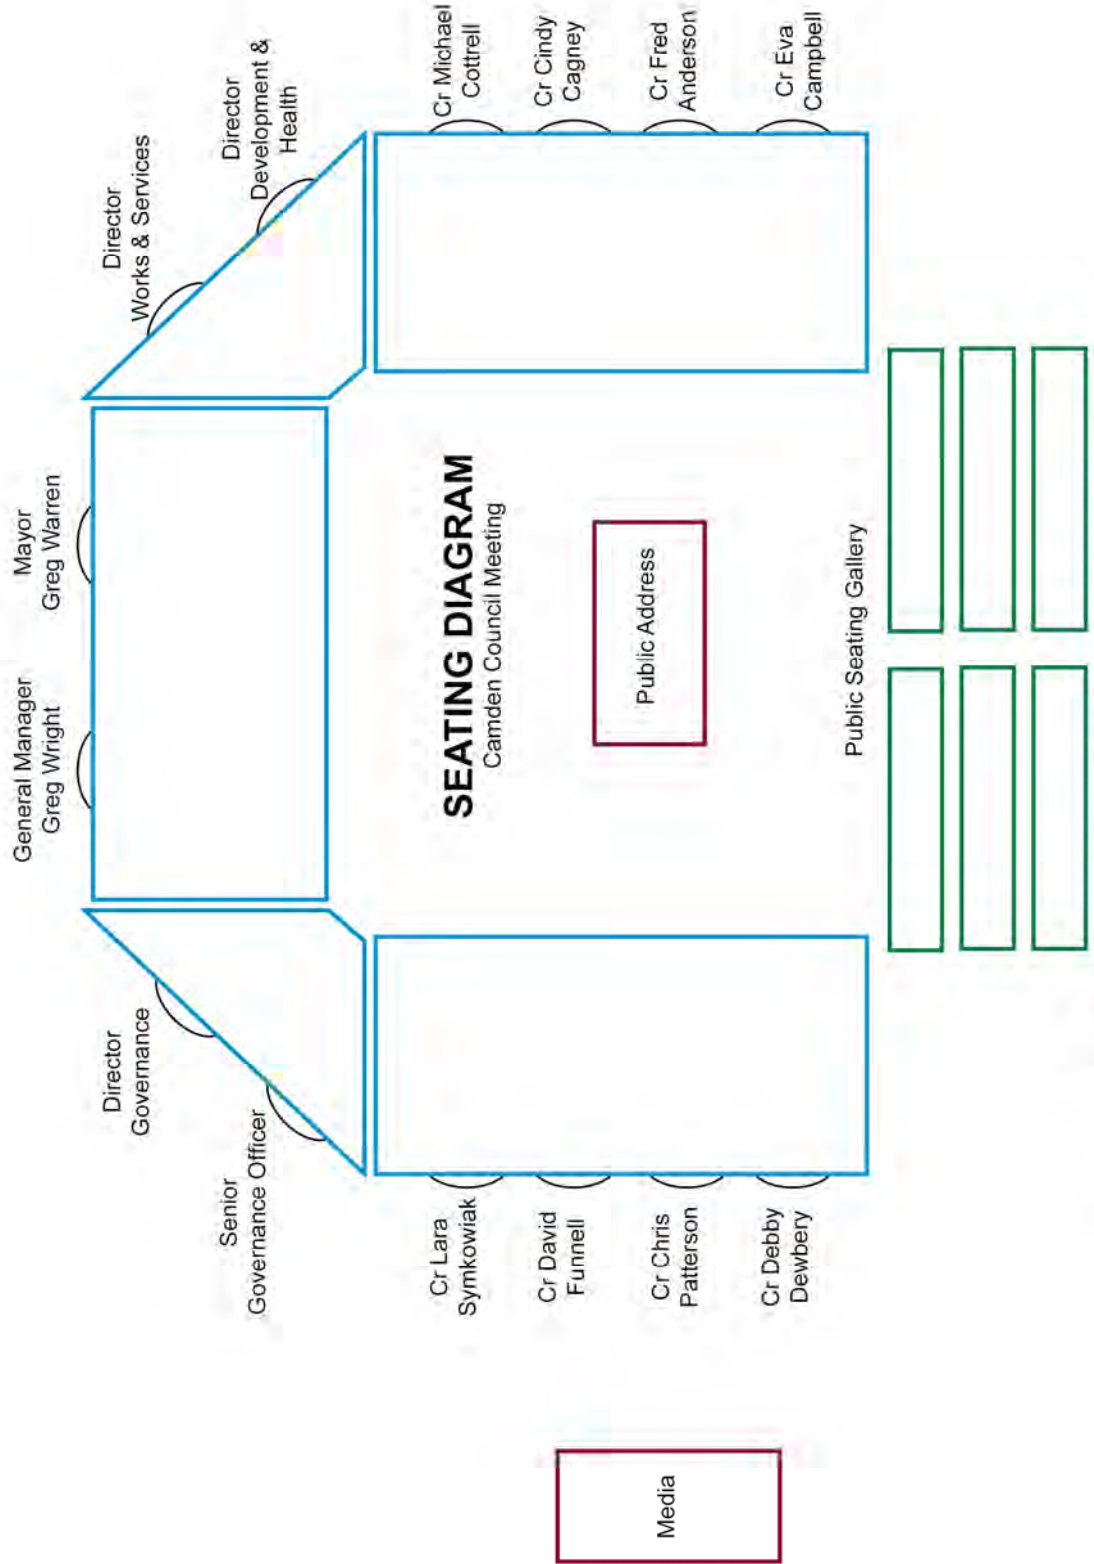 General Manager
Greg Wright
Mayor
Greg Warren
Director
Governance
Director
Works & Services
Senior
Governance Officer
Director
Development &
Health
SEATING DIAGRAM
Camden Council Meeting
Cr Lara
Symkowiak
Cr Michael
Cottrell
Cr David
Funnell
Cr Cindy
Cagney
Media
Cr Chris
Patterson
Public Address
Cr Fred
Anderson
Cr Debby
Dewbery
Cr Eva
Campbell
Public Seating Gallery